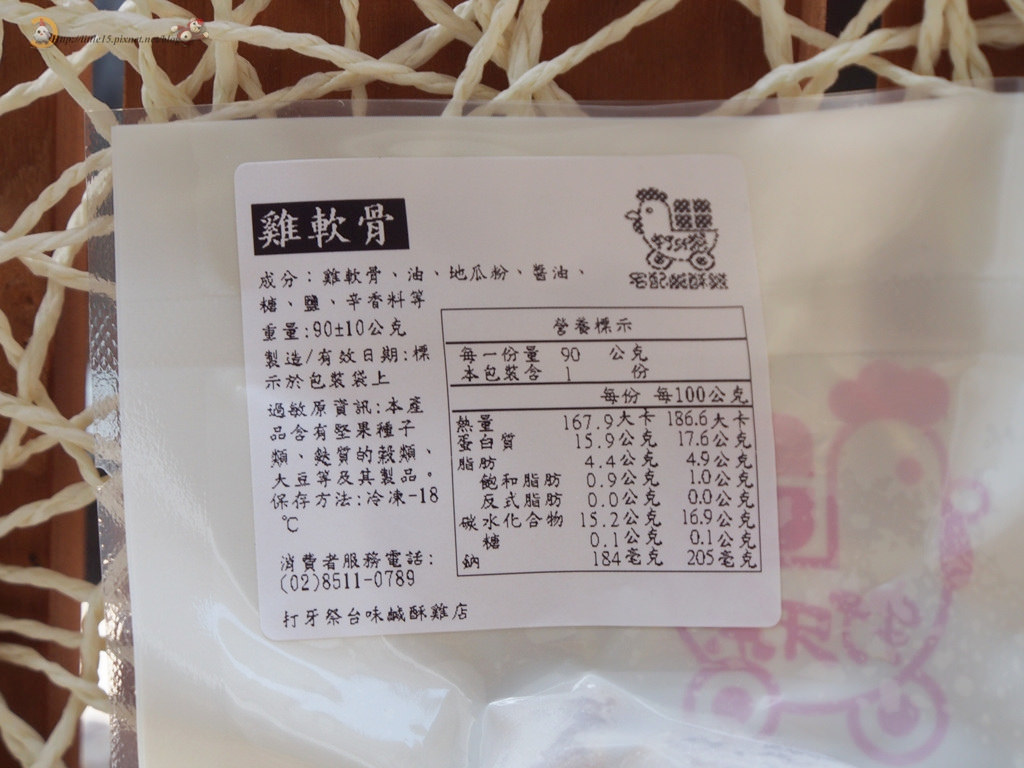 http://little15.pixnet.net/blog
雞軟骨
宅配鹹酥雞
成分：雞軟骨、油、地瓜粉、醬油、
糖、鹽、辛香料等
重量:90±10公克
製造/有效日期:標
示於包裝袋上
過敏原資訊:本產
品含有堅果種子
類、麩質的穀類、
大豆等及其製品。
保存方法:冷凍-18
℃
消費者服務電話:
(02)8511-0789
打牙祭台味鹹酥雞店
營養標示
每一份量 90 公克
本包裝含 1 份
每份 每100公克
熱量 167.9大卡 186.6大卡
蛋白質 15.9公克 17.6公克
脂肪 4.4公克 4.9公克
飽和脂肪 0.9公克 1.0公克
反式脂肪 0.0公克 0.0公克
碳水化合物 15.2公克 16.9公克
糖 0.1公克 0.1公克
鈉 184毫克 205毫克